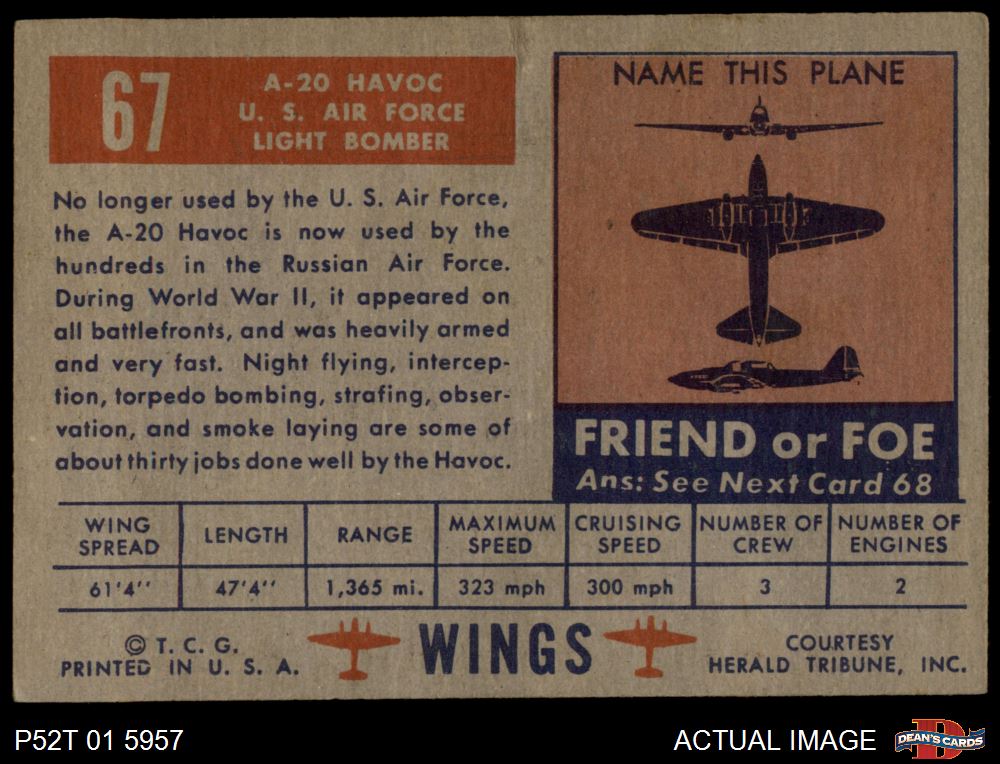 67
A-20 HAVOC
U. S. AIR FORCE
LIGHT BOMBER
No longer used by the U. S. Air Force,
the A-20 Havoc is now used by the
hundreds in the Russian Air Force.
During World War II, it appeared on
all battlefronts, and was heavily armed
and very fast. Night flying, intercep-
tion, torpedo bombing, strafing, obser-
vation, and smoke laying are some of
about thirty jobs done well by the Havoc.
NAME THIS PLANE
FRIEND or FOE
Ans: See Next Card 68
WING SPREAD LENGTH RANGE MAXIMUM SPEED CRUISING SPEED NUMBER OF CREW NUMBER OF ENGINES
61'4'' 47'4'' 1,365 mi. 323 mph 300 mph 3 2
© T. C. G.
PRINTED IN U. S. A.
WINGS
COURTESY
HERALD TRIBUNE, INC.
P52T 01 5957
ACTUAL IMAGE
D
DEAN'S CARDS